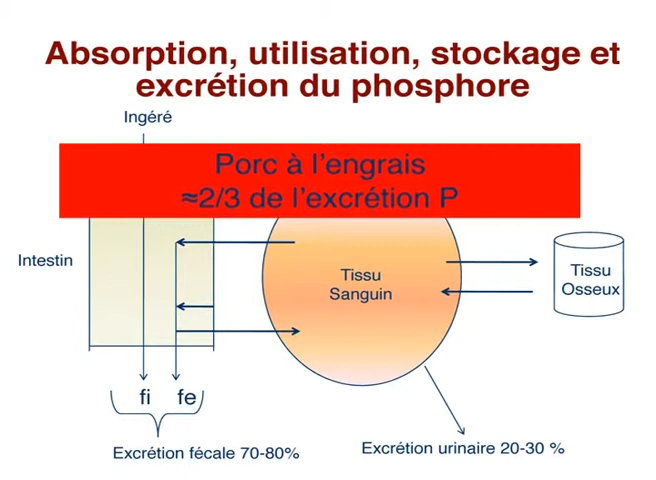 Absorption, utilisation, stockage et
excrétion du phosphore
Ingéré
Porc à l'engrais
≈2/3 de l'excrétion P
Intestin
Tissu
Sanguin
Tissu
Osseux
fi fe
Excrétion fécale 70-80%
Excrétion urinaire 20-30 %